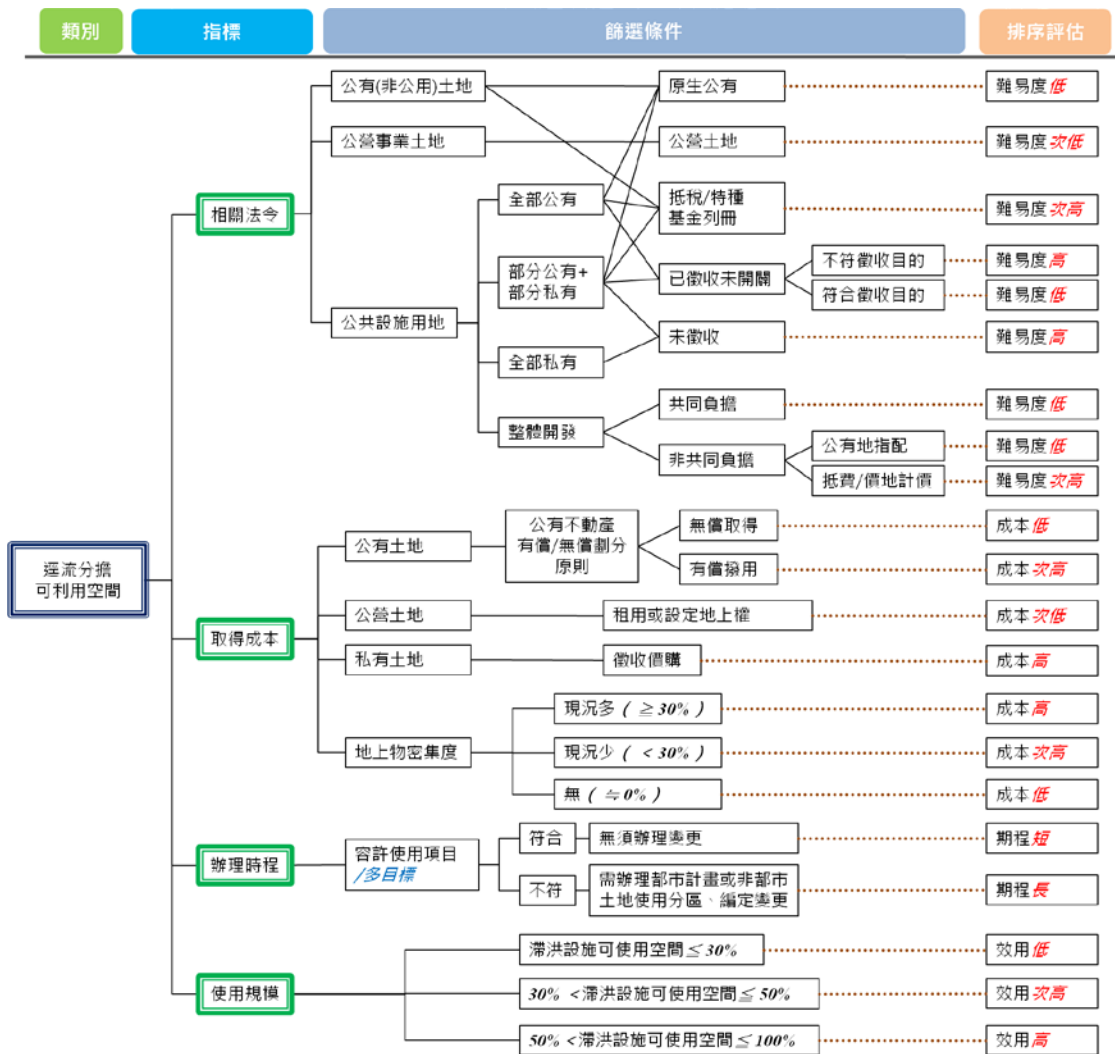 類別
指標
篩選條件
排序評估
公有(非公用)土地
原生公有
難易度低
公營事業土地
公營土地
難易度次低
相關法令
全部公有
抵稅/特種
基金列冊
難易度次高
部分公有+
部分私有
已徵收未開闢
不符徵收目的
難易度高
符合徵收目的
難易度低
公共設施用地
未徵收
難易度高
全部私有
整體開發
共同負擔
難易度低
非共同負擔
公有地指配
難易度低
抵費/價地計價
難易度次高
逕流分擔
可利用空間
公有土地
公有不動產
有償/無償劃分
原則
無償取得
成本低
有償撥用
成本次高
取得成本
公營土地
租用或設定地上權
成本次低
私有土地
徵收價購
成本高
地上物密集度
現況多 ( ≧ 30% )
成本高
現況少 ( < 30% )
成本次高
無 ( ≒ 0% )
成本低
辦理時程
容許使用項目
/多目標
符合
無須辦理變更
期程短
不符
需辦理都市計畫或非都市
土地使用分區、編定變更
期程長
使用規模
滯洪設施可使用空間 ≦ 30%
效用低
30% < 滯洪設施可使用空間 ≦ 50%
效用次高
50% < 滯洪設施可使用空間 ≦ 100%
效用高